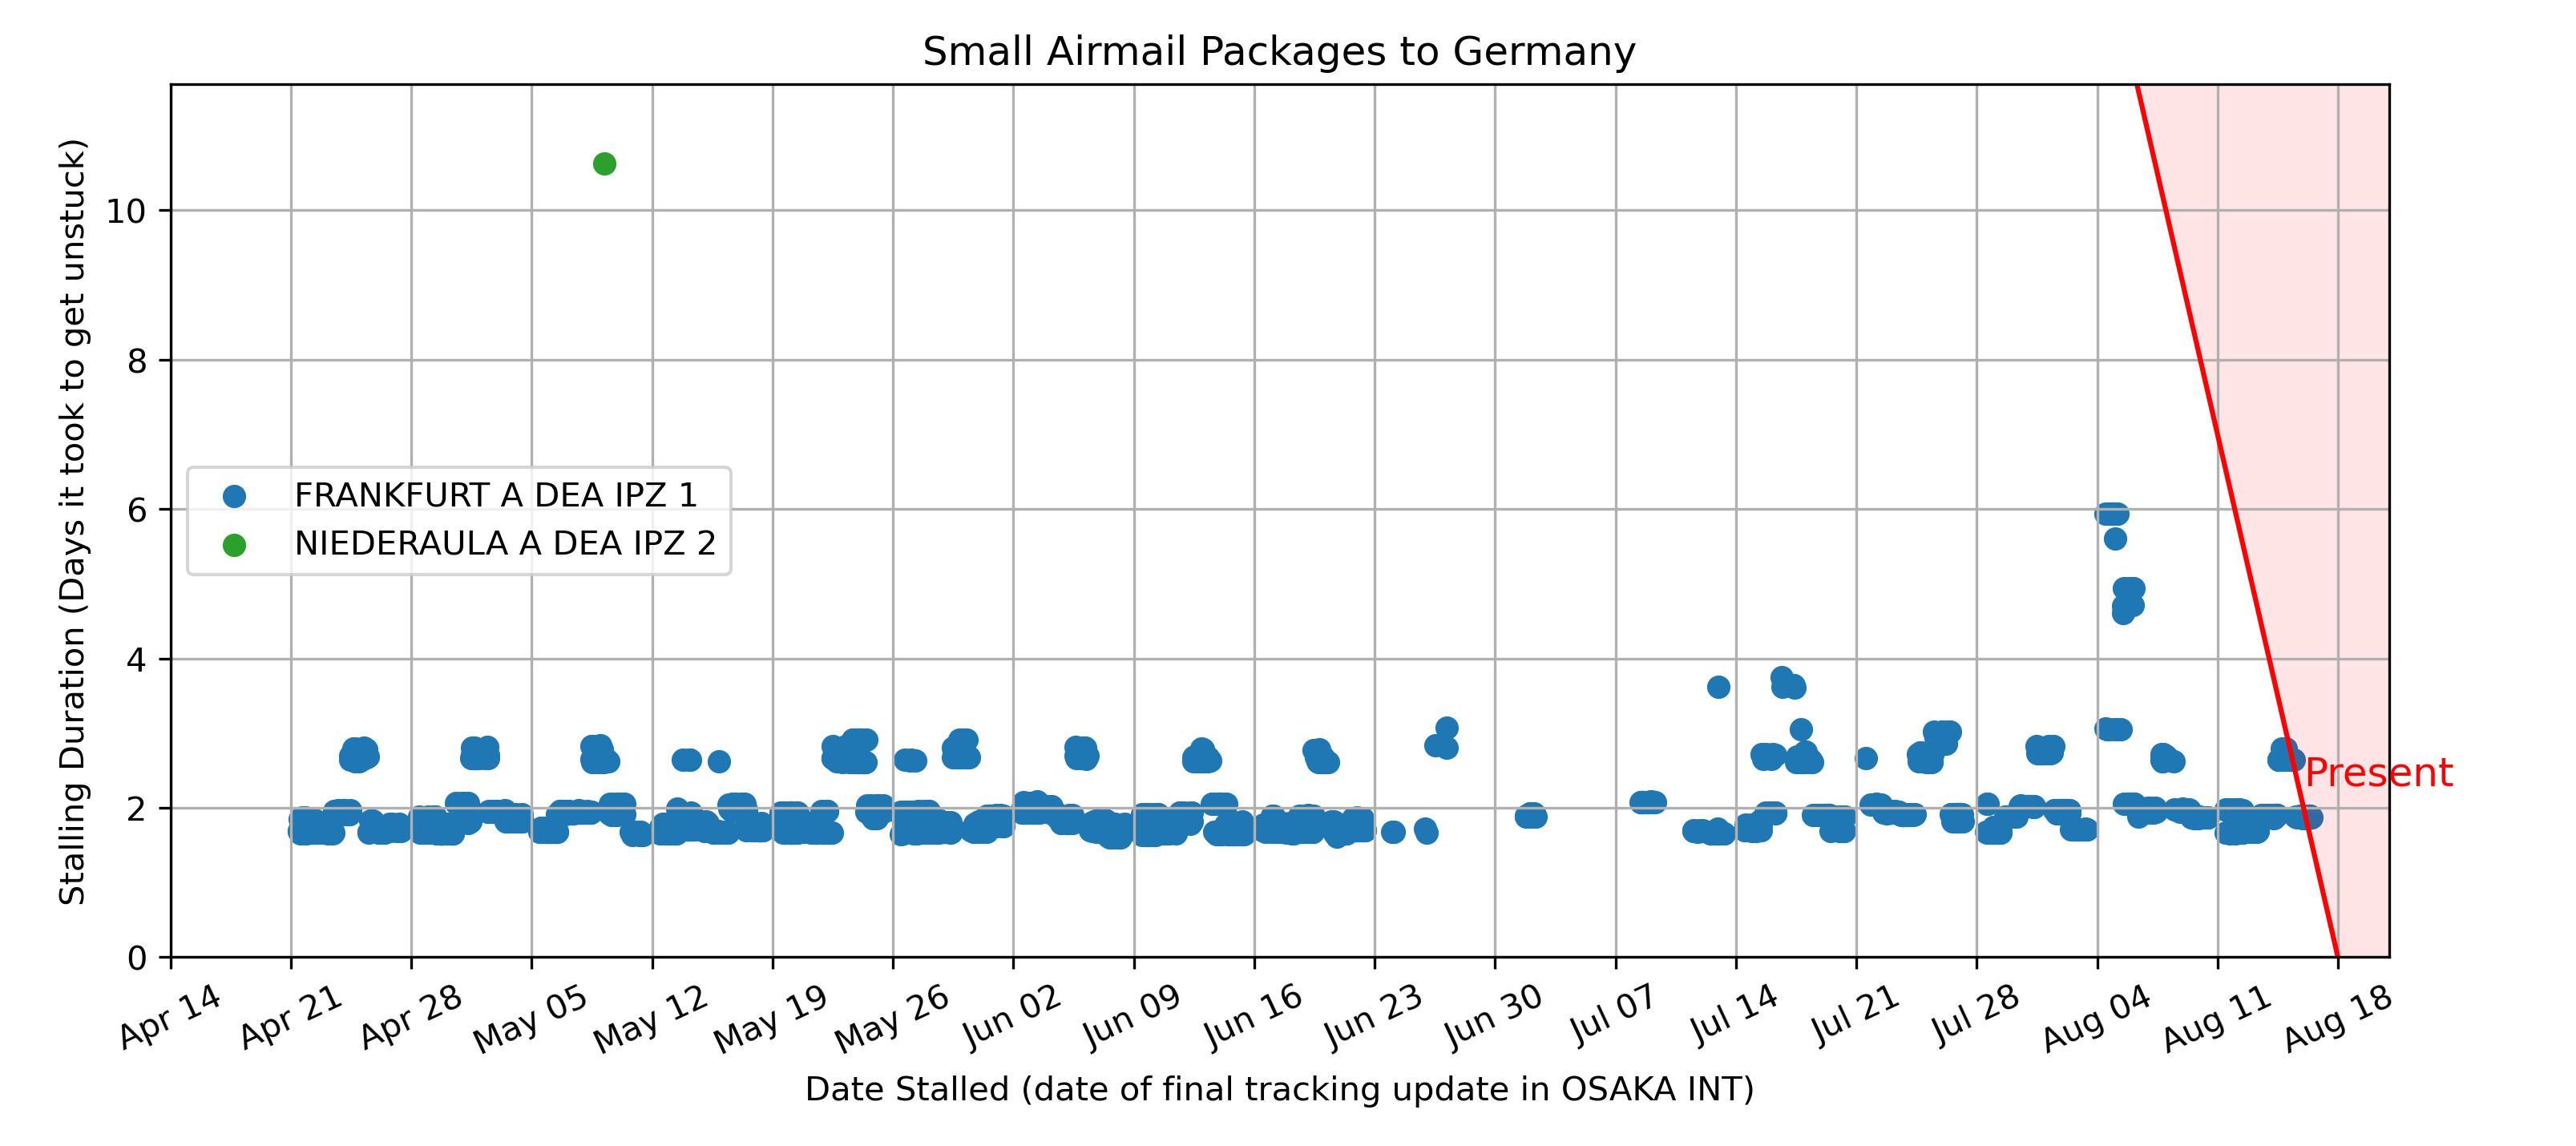 Small Airmail Packages to Germany
Stalling Duration (Days it took to get unstuck)
10
8
6
4
2
0
FRANKFURT A DEA IPZ 1
NIEDERAULA A DEA IPZ 2
Present
Apr 14
Apr 21
Apr 28
May 05
May 12
May 19
May 26
Jun 02
Jun 09
Jun 16
Jun 23
Jun 30
Jul 07
Jul 14
Jul 21
Jul 28
Aug 04
Aug 11
Aug 18
Date Stalled (date of final tracking update in OSAKA INT)